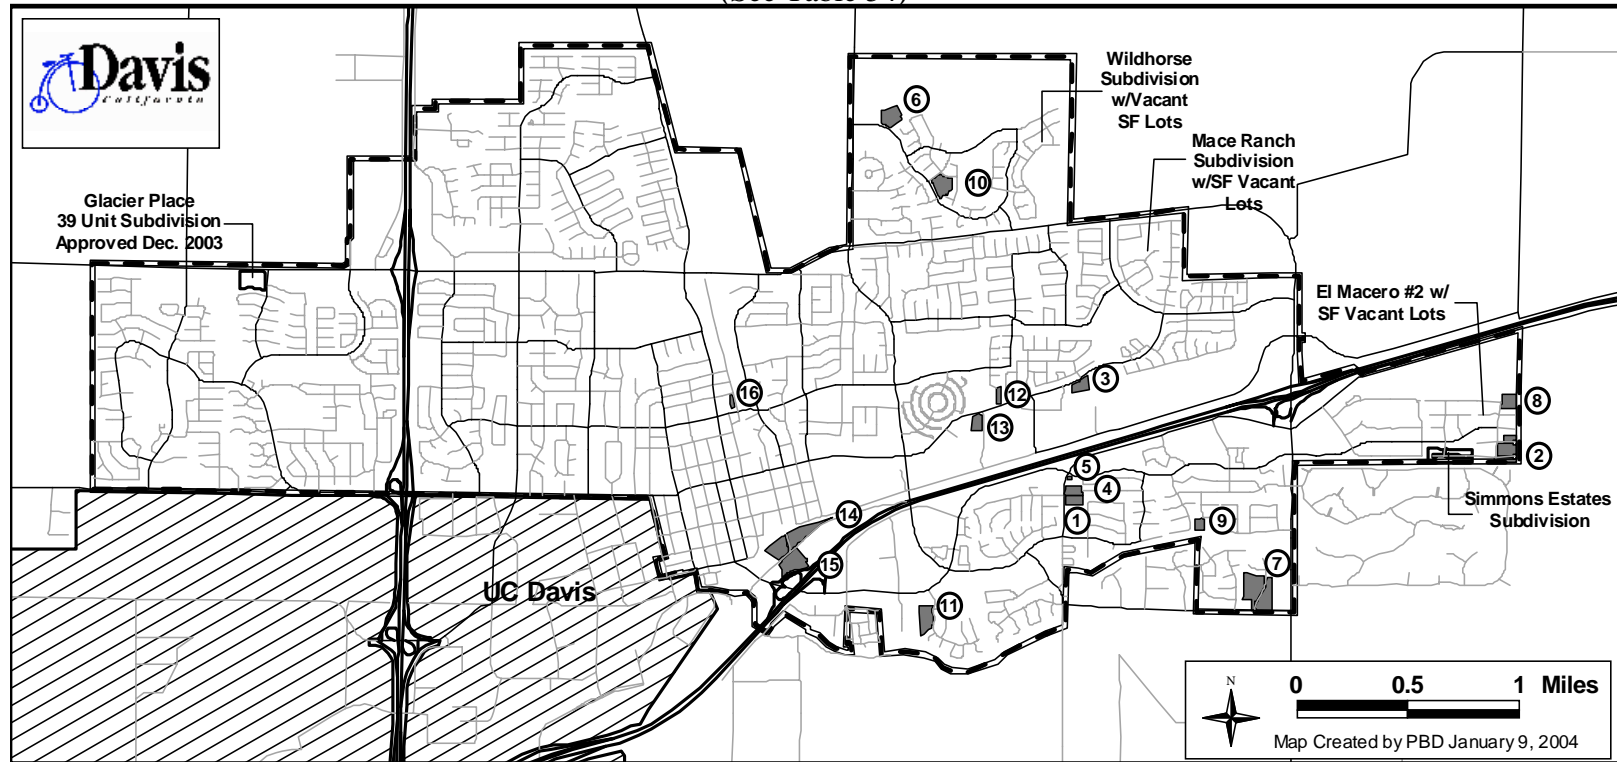 (See Table 34)
Davis
California
Wildhorse
Subdivision
w/Vacant
SF Lots
6
Mace Ranch
Subdivision
w/SF Vacant
Lots
10
Glacier Place
39 Unit Subdivision
Approved Dec. 2003
El Macero #2 w/
SF Vacant Lots
3
16
12
8
13
2
5
4
Simmons Estates
Subdivision
14
1
9
15
7
UC Davis
11
N
0 0.5 1 Miles
Map Created by PBD January 9, 2004